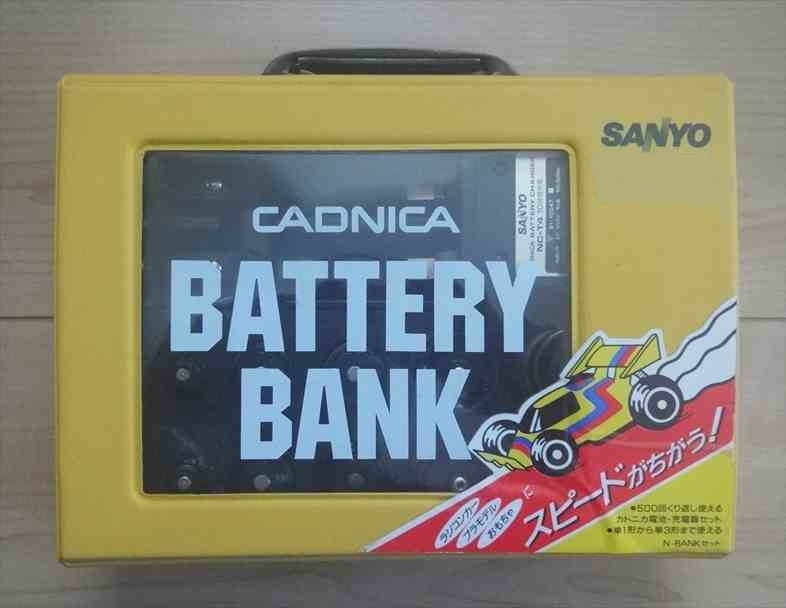 SANYO
CADNICA
BATTERY
BANK
SANYO
NC-T4
ラジコンカー
プラモデル
おもちゃ
に
スピードがちがう!
●500回くり返し使える
カドニカ電池・充電器セット
●単1形から単3形まで使える
N-BANKセット